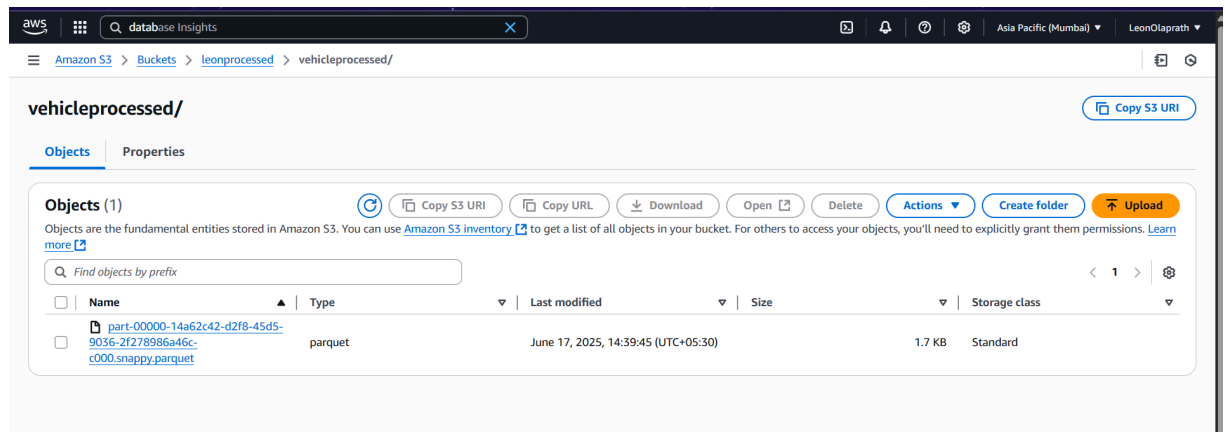 aws database Insights Asia Pacific (Mumbai) LeonOlaprath
Amazon S3 > Buckets > leonprocessed > vehicleprocessed/
vehicleprocessed/
Copy S3 URI
Objects Properties
Objects (1)
Copy S3 URI Copy URL Download Open Delete Actions Create folder Upload
Objects are the fundamental entities stored in Amazon S3. You can use Amazon S3 inventory to get a list of all objects in your bucket. For others to access your objects, you'll need to explicitly grant them permissions. Learn
more
Find objects by prefix
< 1 >
Name Type Last modified Size Storage class
part-00000-14a62c42-d2f8-45d5-
9036-2f278986a46c- parquet June 17, 2025, 14:39:45 (UTC+05:30) 1.7 KB Standard
c000.snappy.parquet